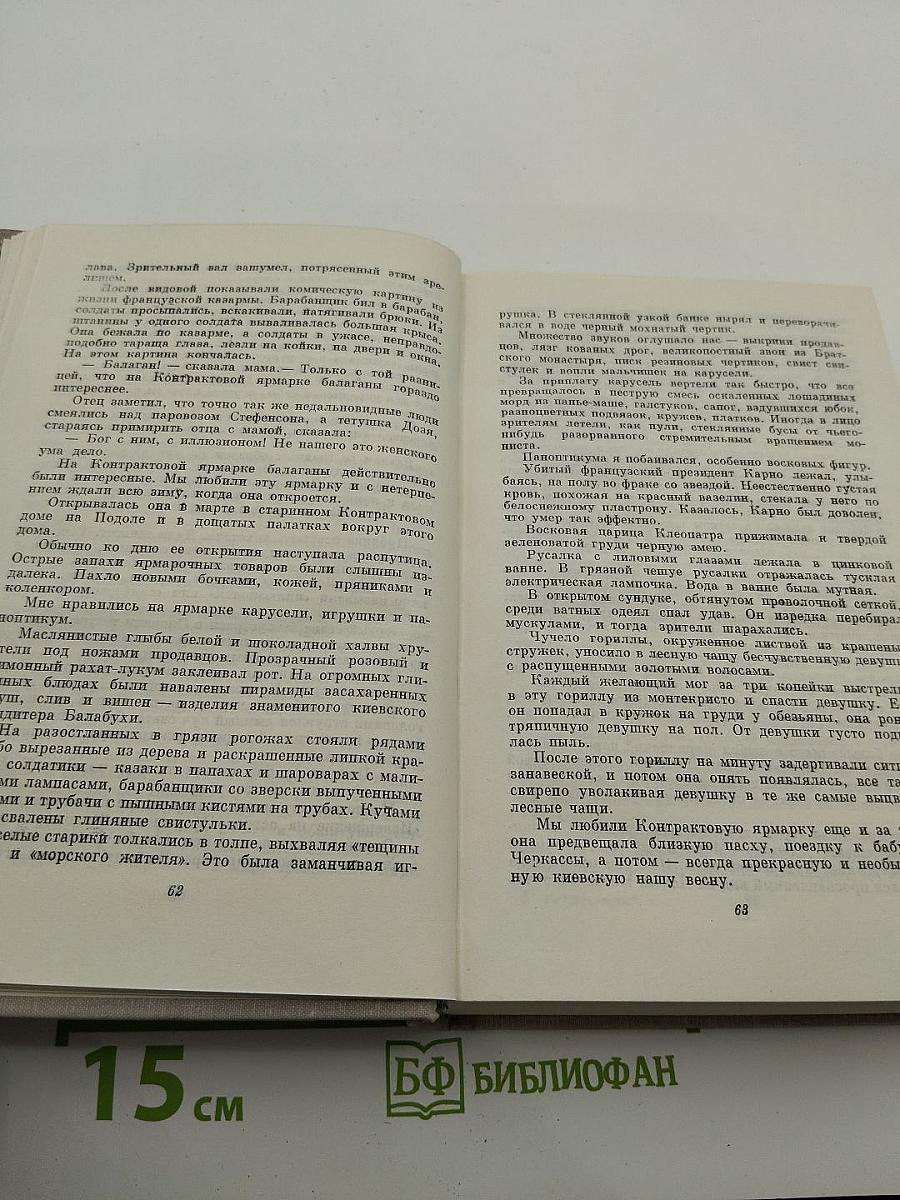 лава. Зрительный зал зашумел, потрясенный этим зре-
лищем.
После видовой показывали комическую картину из
жизни французской казармы. Барабанщик бил в барабан,
солдаты просыпались, вскакивали, натягивали брюки. Из
штанины у одного солдата вываливалась большая крыса.
Она бежала по казарме, а солдаты в ужасе, неправдо-
подобно тараща глаза, лезли на койки, на двери и окна.
На этом картина кончалась.
— Балаган! — сказала мама.— Только с той разни-
цей, что на Контрактовой ярмарке балаганы гораздо
интереснее.
Отец заметил, что точно так же недальновидные люди
смеялись над паровозом Стефенсона, а тетушка Дозя,
стараясь примирить отца с мамой, сказала:
— Бог с ним, с иллюзионом! Не нашего это женского
ума дело.
На Контрактовой ярмарке балаганы действительно
были интересные. Мы любили эту ярмарку и с нетерпе-
нием ждали всю зиму, когда она откроется.
Открывалась она в марте в старинном Контрактовом
доме на Подоле и в дощатых палатках вокруг этого
дома.
Обычно ко дню ее открытия наступала распутица.
Острые запахи ярмарочных товаров были слышны из-
далека. Пахло новыми бочками, кожей, пряниками и
коленкором.
Мне нравились на ярмарке карусели, игрушки и па-
ноптикум.
Маслянистые глыбы белой и шоколадной халвы хру-
тели под ножами продавцов. Прозрачный розовый и
имонный рахат-лукум заклеивал рот. На огромных гли-
ных блюдах были навалены пирамиды засахаренных
уш, слив и вишен — изделия знаменитого киевского
ндитера Балабухи.
На разостланных в грязи рогожах стояли рядами
бо вырезанные из дерева и раскрашенные липкой кра-
солдатики — казаки в папахах и шароварах с мали-
ми лампасами, барабанщики со зверски выпученными
ми и трубачи с пышными кистями на трубах. Кучами
свалены глиняные свистульки.
селые старики толкались в толпе, выхваляя «тещины
и «морского жителя». Это была заманчивая иг-
62
рушка. В стеклянной узкой банке нырял и переворачи-
вался в воде черный мохнатый чертик.
Множество звуков оглушало нас — выкрики продав-
цов, лязг кованых дрог, великопостный звон из Брат-
ского монастыря, писк резиновых чертиков, свист сви-
стулек и вопли мальчишек на карусели.
За приплату карусель вертели так быстро, что все
превращалось в пеструю смесь оскаленных лошадиных
морд из папье-маше, галстуков, сапог, вздувшихся юбок,
разноцветных подвязок, кружев, платков. Иногда в лицо
зрителям летели, как пули, стеклянные бусы от чьего-
нибудь разорванного стремительным вращением мо-
ниста.
Паноптикума я побаивался, особенно восковых фигур.
Убитый французский президент Карно лежал, улы-
баясь, на полу во фраке со звездой. Неестественно густая
кровь, похожая на красный вазелин, стекала у него по
белоснежному пластрону. Казалось, Карно был доволен,
что умер так эффектно.
Восковая царица Клеопатра прижимала к твердой
зеленоватой груди черную змею.
Русалка с лиловыми глазами лежала в цинковой
ванне. В грязной чешуе русалки отражалась тусклая
электрическая лампочка. Вода в ванне была мутная.
В открытом сундуке, обтянутом проволочной сеткой,
среди ватных одеял спал удав. Он изредка перебирал
мускулами, и тогда зрители шарахались.
Чучело гориллы, окруженное листвой из крашены
стружек, уносило в лесную чащу бесчувственную девушк
с распущенными золотыми волосами.
Каждый желающий мог за три копейки выстрели
в эту гориллу из монтекристо и спасти девушку. Е
он попадал в кружок на груди у обезьяны, она рон
тряпичную девушку на пол. От девушки густо подн
лась пыль.
После этого гориллу на минуту задергивали сит
занавеской, и потом она опять появлялась, все та
свирепо уволакивая девушку в те же самые выцв
лесные чащи.
Мы любили Контрактовую ярмарку еще и за т
она предвещала близкую пасху, поездку к баб
Черкассы, а потом — всегда прекрасную и необы
ную киевскую нашу весну.
63
15 см
БФ БИБЛИОФАН